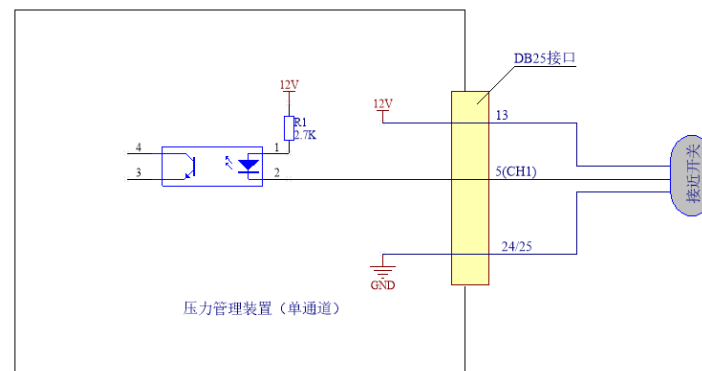 DB25接口
12V
12V
R1
2.7K
13
4
1
3
2
5(CH1)
接近开关
24/25
GND
压力管理装置（单通道）